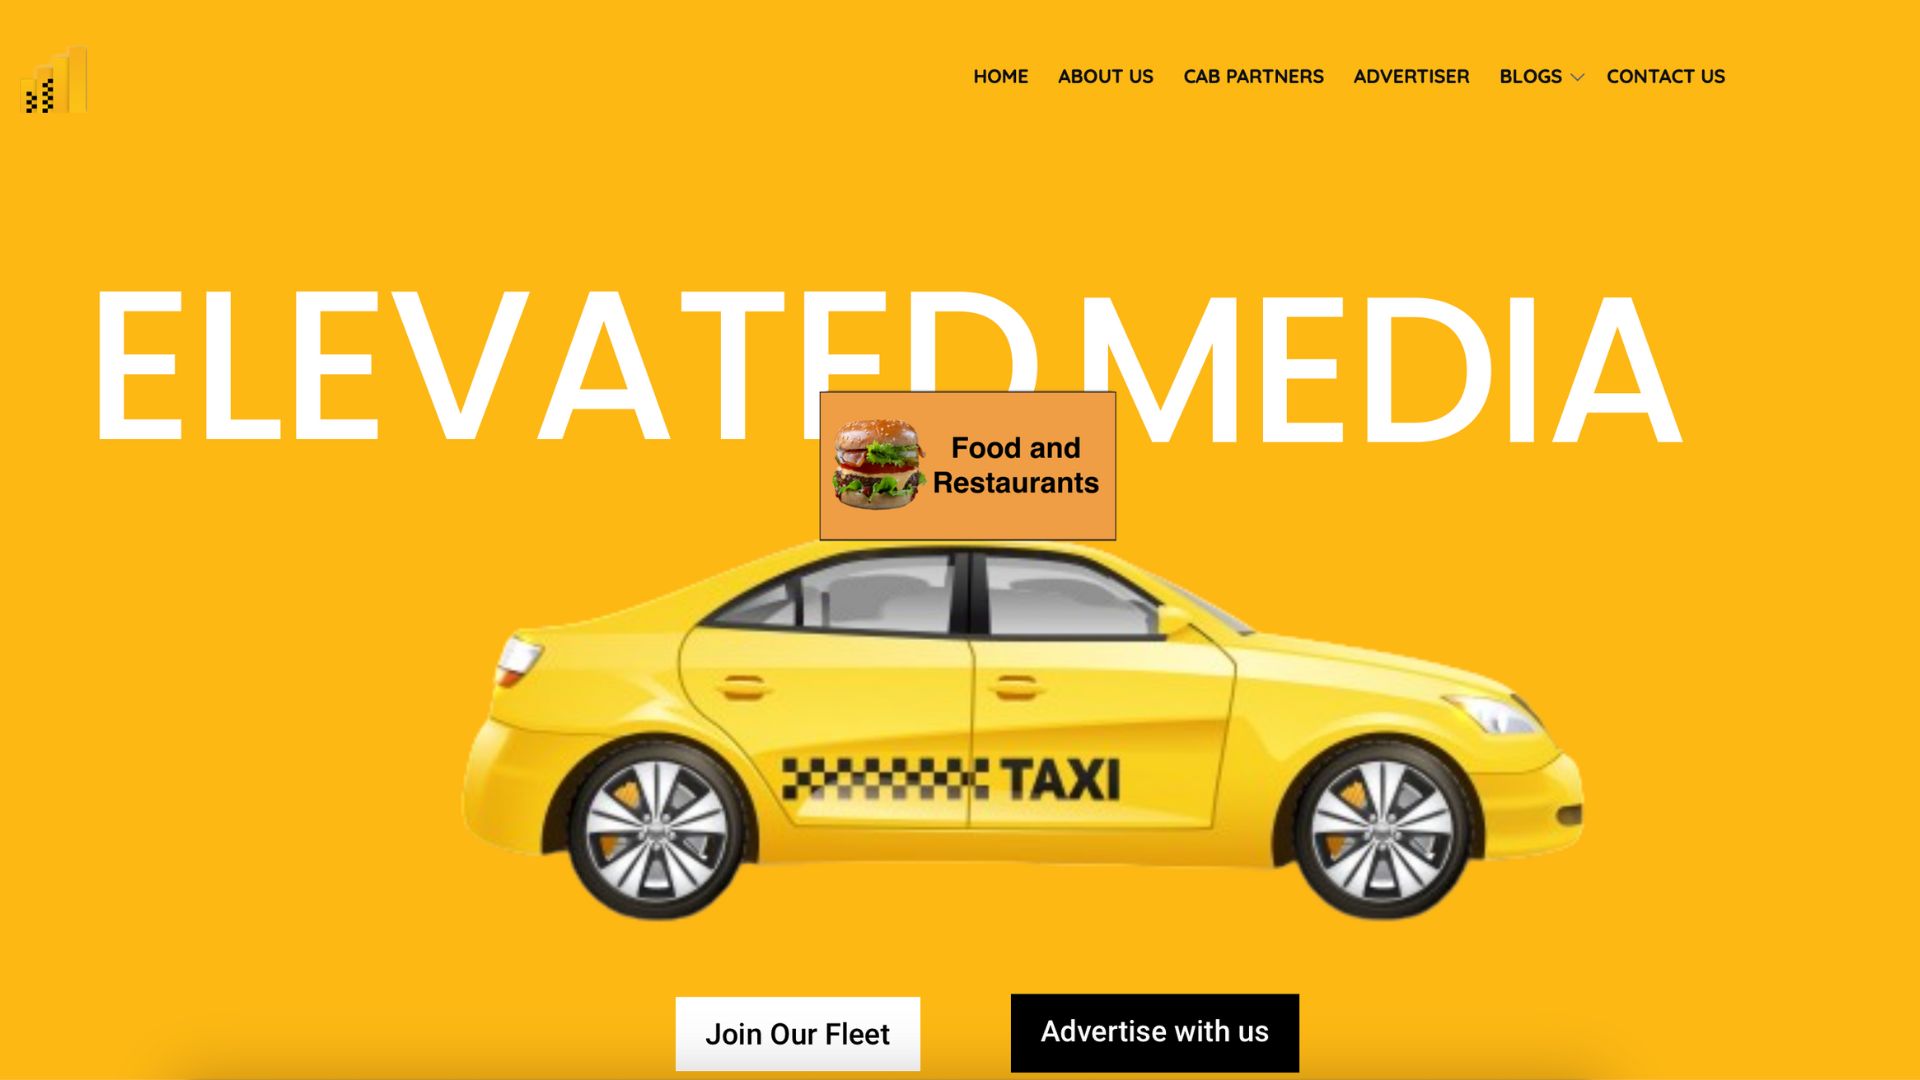 HOME ABOUT US CAB PARTNERS ADVERTISER BLOGS CONTACT US
ELEVATED MEDIA
Food and
Restaurants
TAXI
Join Our Fleet
Advertise with us